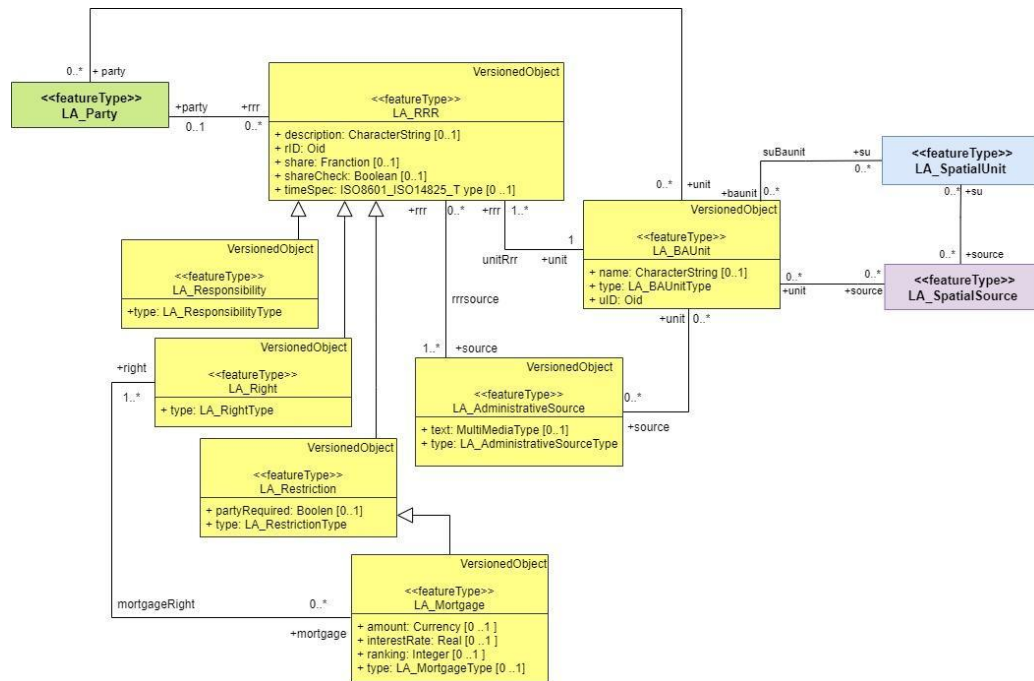 0..* + party
<<featureType>>
LA_Party
+party
0..1
+rrr
0..*
VersionedObject
<<featureType>>
LA_RRR
+ description: CharacterString [0..1]
+ rID: Oid
+ share: Franction [0..1]
+ shareCheck: Boolean [0..1]
+ timeSpec: ISO8601_ISO14825_T ype [0 ..1]
0..*
+unit
suBaunit
+su
0..*
+baunit
0..*
<<featureType>>
LA_SpatialUnit
0..*
+su
+rrr
0..*
+rrr
1..*
unitRrr
1
+unit
VersionedObject
<<featureType>>
LA_BAUnit
+ name: CharacterString [0..1]
+ type: LA_BAUnitType
+ uID: Oid
0..*
+unit
0..*
+source
0..*
+source
<<featureType>>
LA_SpatialSource
VersionedObject
<<featureType>>
LA_Responsibility
+type: LA_ResponsibilityType
rrrsource
+unit
0..*
VersionedObject
<<featureType>>
LA_Right
+ type: LA_RightType
+right
1..*
1..*
+source
VersionedObject
<<featureType>>
LA_AdministrativeSource
+ text: MultiMediaType [0..1]
+ type: LA_AdministrativeSourceType
0..*
+source
VersionedObject
<<featureType>>
LA_Restriction
+ partyRequired: Boolen [0..1]
+ type: LA_RestrictionType
VersionedObject
<<featureType>>
LA_Mortgage
+ amount: Currency [0 ..1 ]
+ interestRate: Real [0 ..1 ]
+ ranking: Integer [0 ..1 ]
+ type: LA_MortgageType [0 ..1]
mortgageRight
0..*
+mortgage